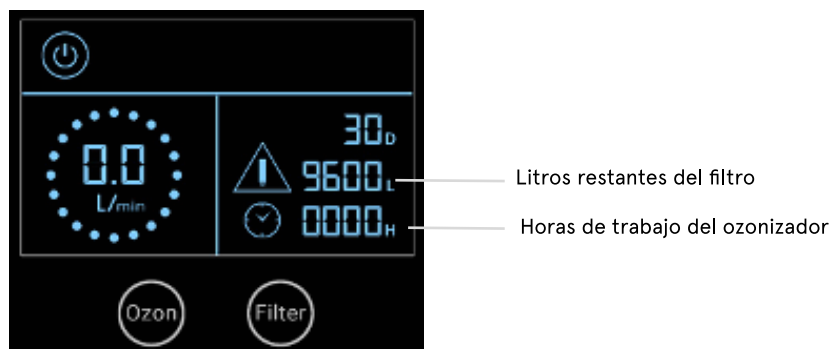 0.0
L/min
30D
9600L
0000H
Litros restantes del filtro
Horas de trabajo del ozonizador
Ozon
Filter